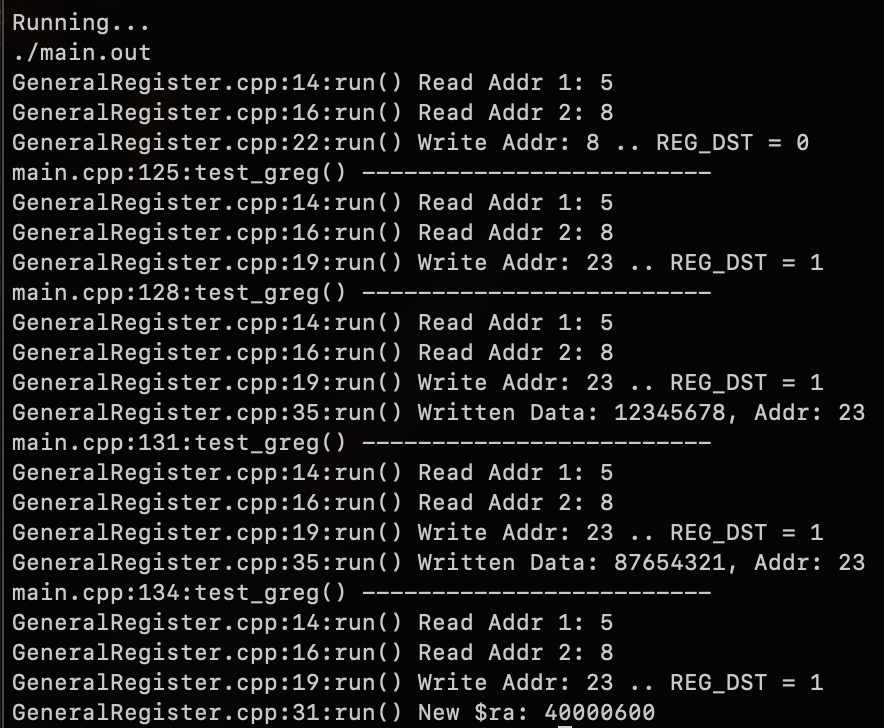 Running...
./main.out
GeneralRegister.cpp:14:run() Read Addr 1: 5
GeneralRegister.cpp:16:run() Read Addr 2: 8
GeneralRegister.cpp:22:run() Write Addr: 8 .. REG_DST = 0
main.cpp:125:test_greg() -------------------------
GeneralRegister.cpp:14:run() Read Addr 1: 5
GeneralRegister.cpp:16:run() Read Addr 2: 8
GeneralRegister.cpp:19:run() Write Addr: 23 .. REG_DST = 1
main.cpp:128:test_greg() -------------------------
GeneralRegister.cpp:14:run() Read Addr 1: 5
GeneralRegister.cpp:16:run() Read Addr 2: 8
GeneralRegister.cpp:19:run() Write Addr: 23 .. REG_DST = 1
GeneralRegister.cpp:35:run() Written Data: 12345678, Addr: 23
main.cpp:131:test_greg() -------------------------
GeneralRegister.cpp:14:run() Read Addr 1: 5
GeneralRegister.cpp:16:run() Read Addr 2: 8
GeneralRegister.cpp:19:run() Write Addr: 23 .. REG_DST = 1
GeneralRegister.cpp:35:run() Written Data: 87654321, Addr: 23
main.cpp:134:test_greg() -------------------------
GeneralRegister.cpp:14:run() Read Addr 1: 5
GeneralRegister.cpp:16:run() Read Addr 2: 8
GeneralRegister.cpp:19:run() Write Addr: 23 .. REG_DST = 1
GeneralRegister.cpp:31:run() New $ra: 40000600